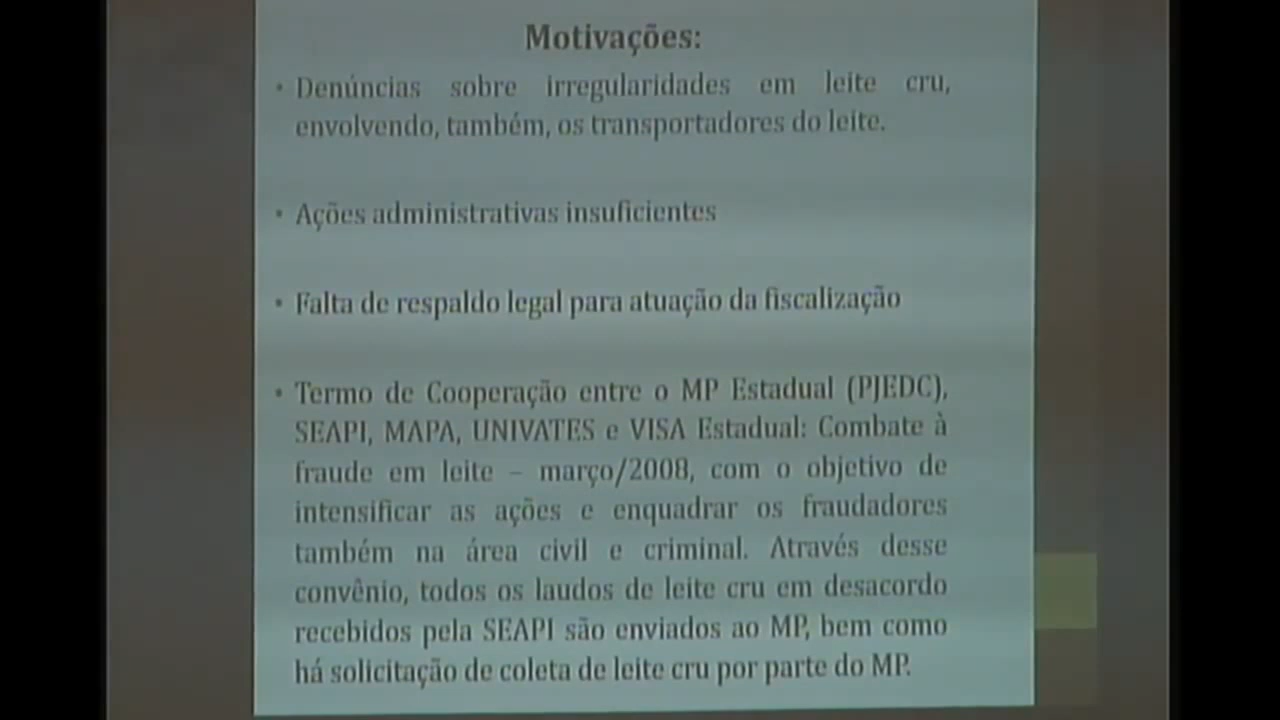 Motivações:
• Denúncias sobre irregularidades em leite cru,
envolvendo, também, os transportadores do leite.
• Ações administrativas insuficientes
• Falta de respaldo legal para atuação da fiscalização
• Termo de Cooperação entre o MP Estadual (PJEDC),
SEAPI, MAPA, UNIVATES e VISA Estadual: Combate à
fraude em leite – março/2008, com o objetivo de
intensificar as ações e enquadrar os fraudadores
também na área civil e criminal. Através desse
convênio, todos os laudos de leite cru em desacordo
recebidos pela SEAPI são enviados ao MP, bem como
há solicitação de coleta de leite cru por parte do MP.